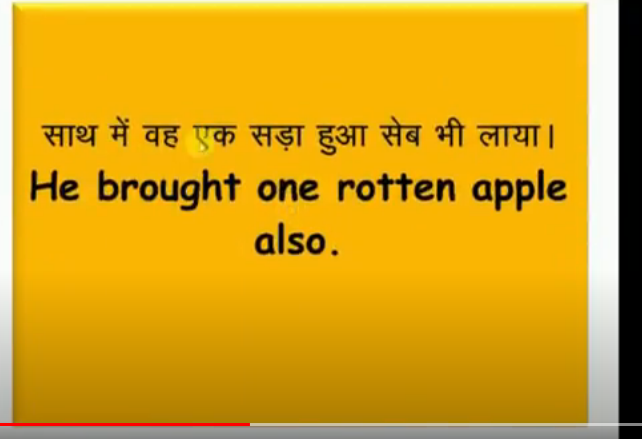 साथ में वह एक सड़ा हुआ सेब भी लाया।
He brought one rotten apple
also.